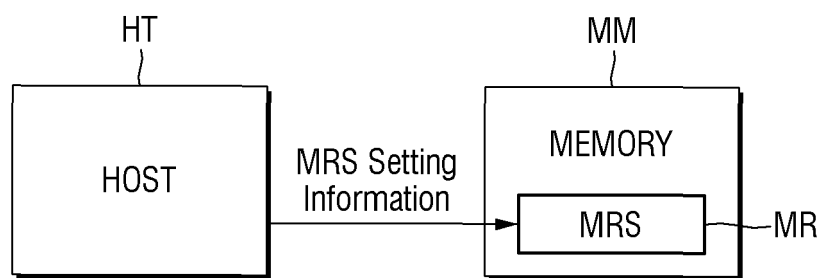 HT
MM
HOST
MRS Setting
Information
MEMORY
MRS
MR